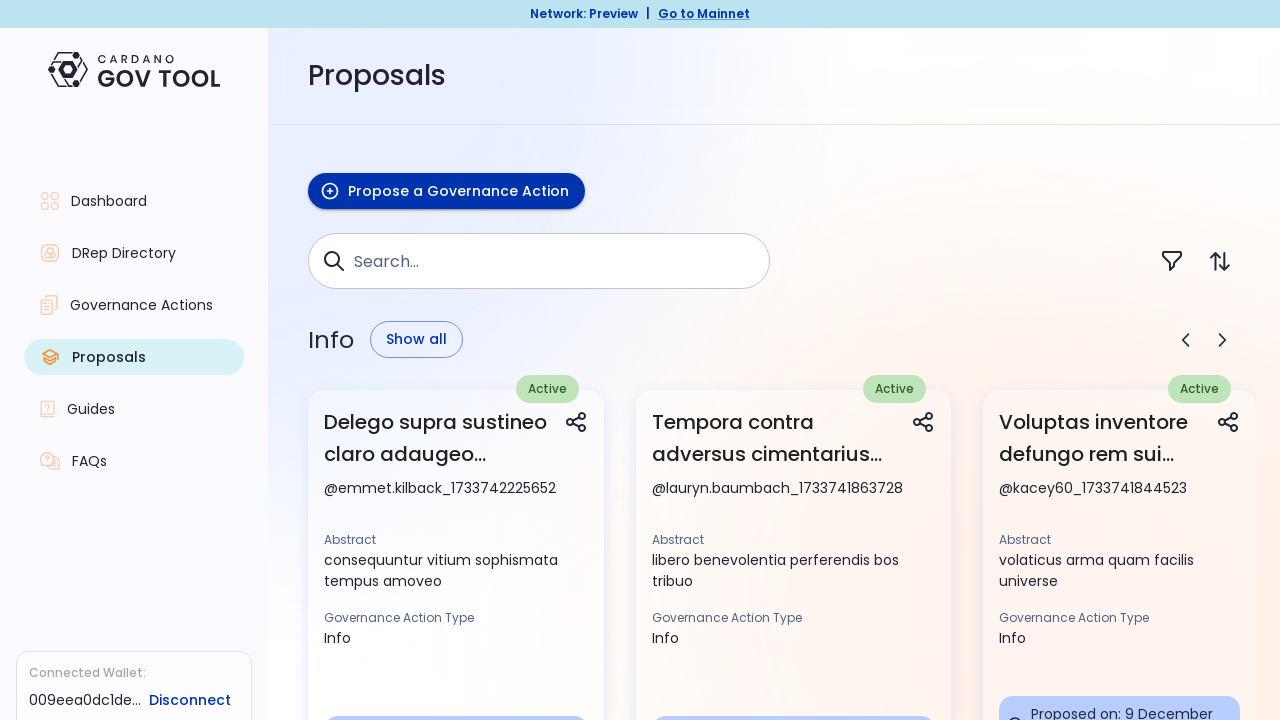 Network: Preview | Go to Mainnet
CARDANO
GOV TOOL
Proposals
Dashboard
DRep Directory
Governance Actions
Proposals
Guides
FAQs
Connected Wallet:
009eea0dc1de... Disconnect
Propose a Governance Action
Search...
Info Show all
Active
Delego supra sustineo
claro adaugeo...
@emmet.kilback_1733742225652
Abstract
consequuntur vitium sophismata
tempus amoveo
Governance Action Type
Info
Active
Tempora contra
adversus cimentarius...
@lauryn.baumbach_1733741863728
Abstract
libero benevolentia perferendis bos
tribuo
Governance Action Type
Info
Active
Voluptas inventore
defungo rem sui...
@kacey60_1733741844523
Abstract
volaticus arma quam facilis
universe
Governance Action Type
Info
Proposed on: 9 December